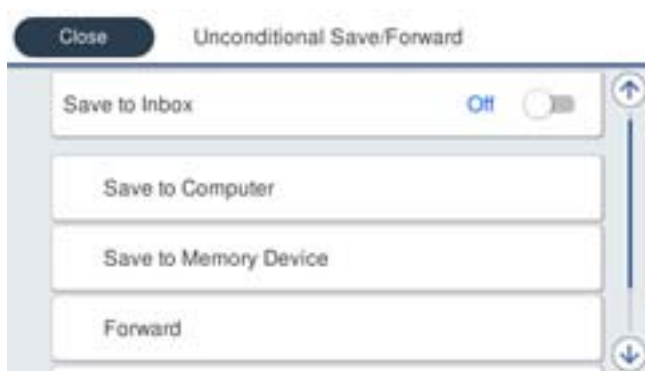 Close Unconditional Save/Forward
Save to Inbox Off
Save to Computer
Save to Memory Device
Forward